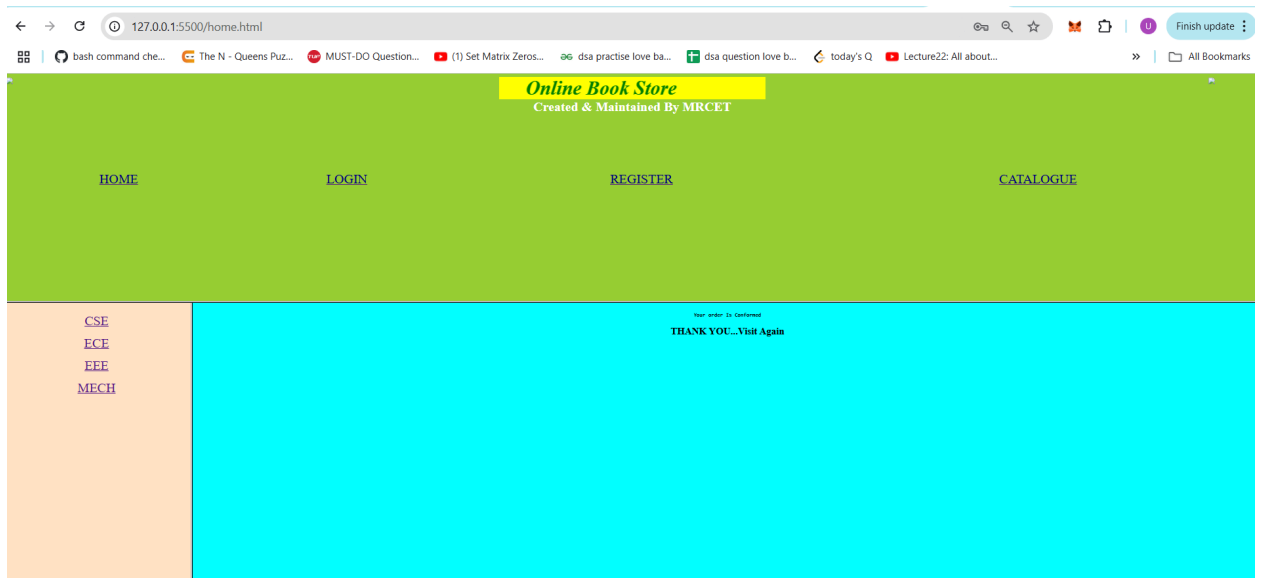 127.0.0.1:5500/home.html
U
Finish update
bash command che...
The N - Queens Puz...
MUST-DO Question...
(1) Set Matrix Zeros...
dsa practise love ba...
dsa question love b...
today's Q
Lecture22: All about...
»
All Bookmarks
Online Book Store
Created & Maintained By MRCET
HOME LOGIN REGISTER CATALOGUE
CSE
ECE
EEE
MECH
Your order Is Conformed
THANK YOU...Visit Again